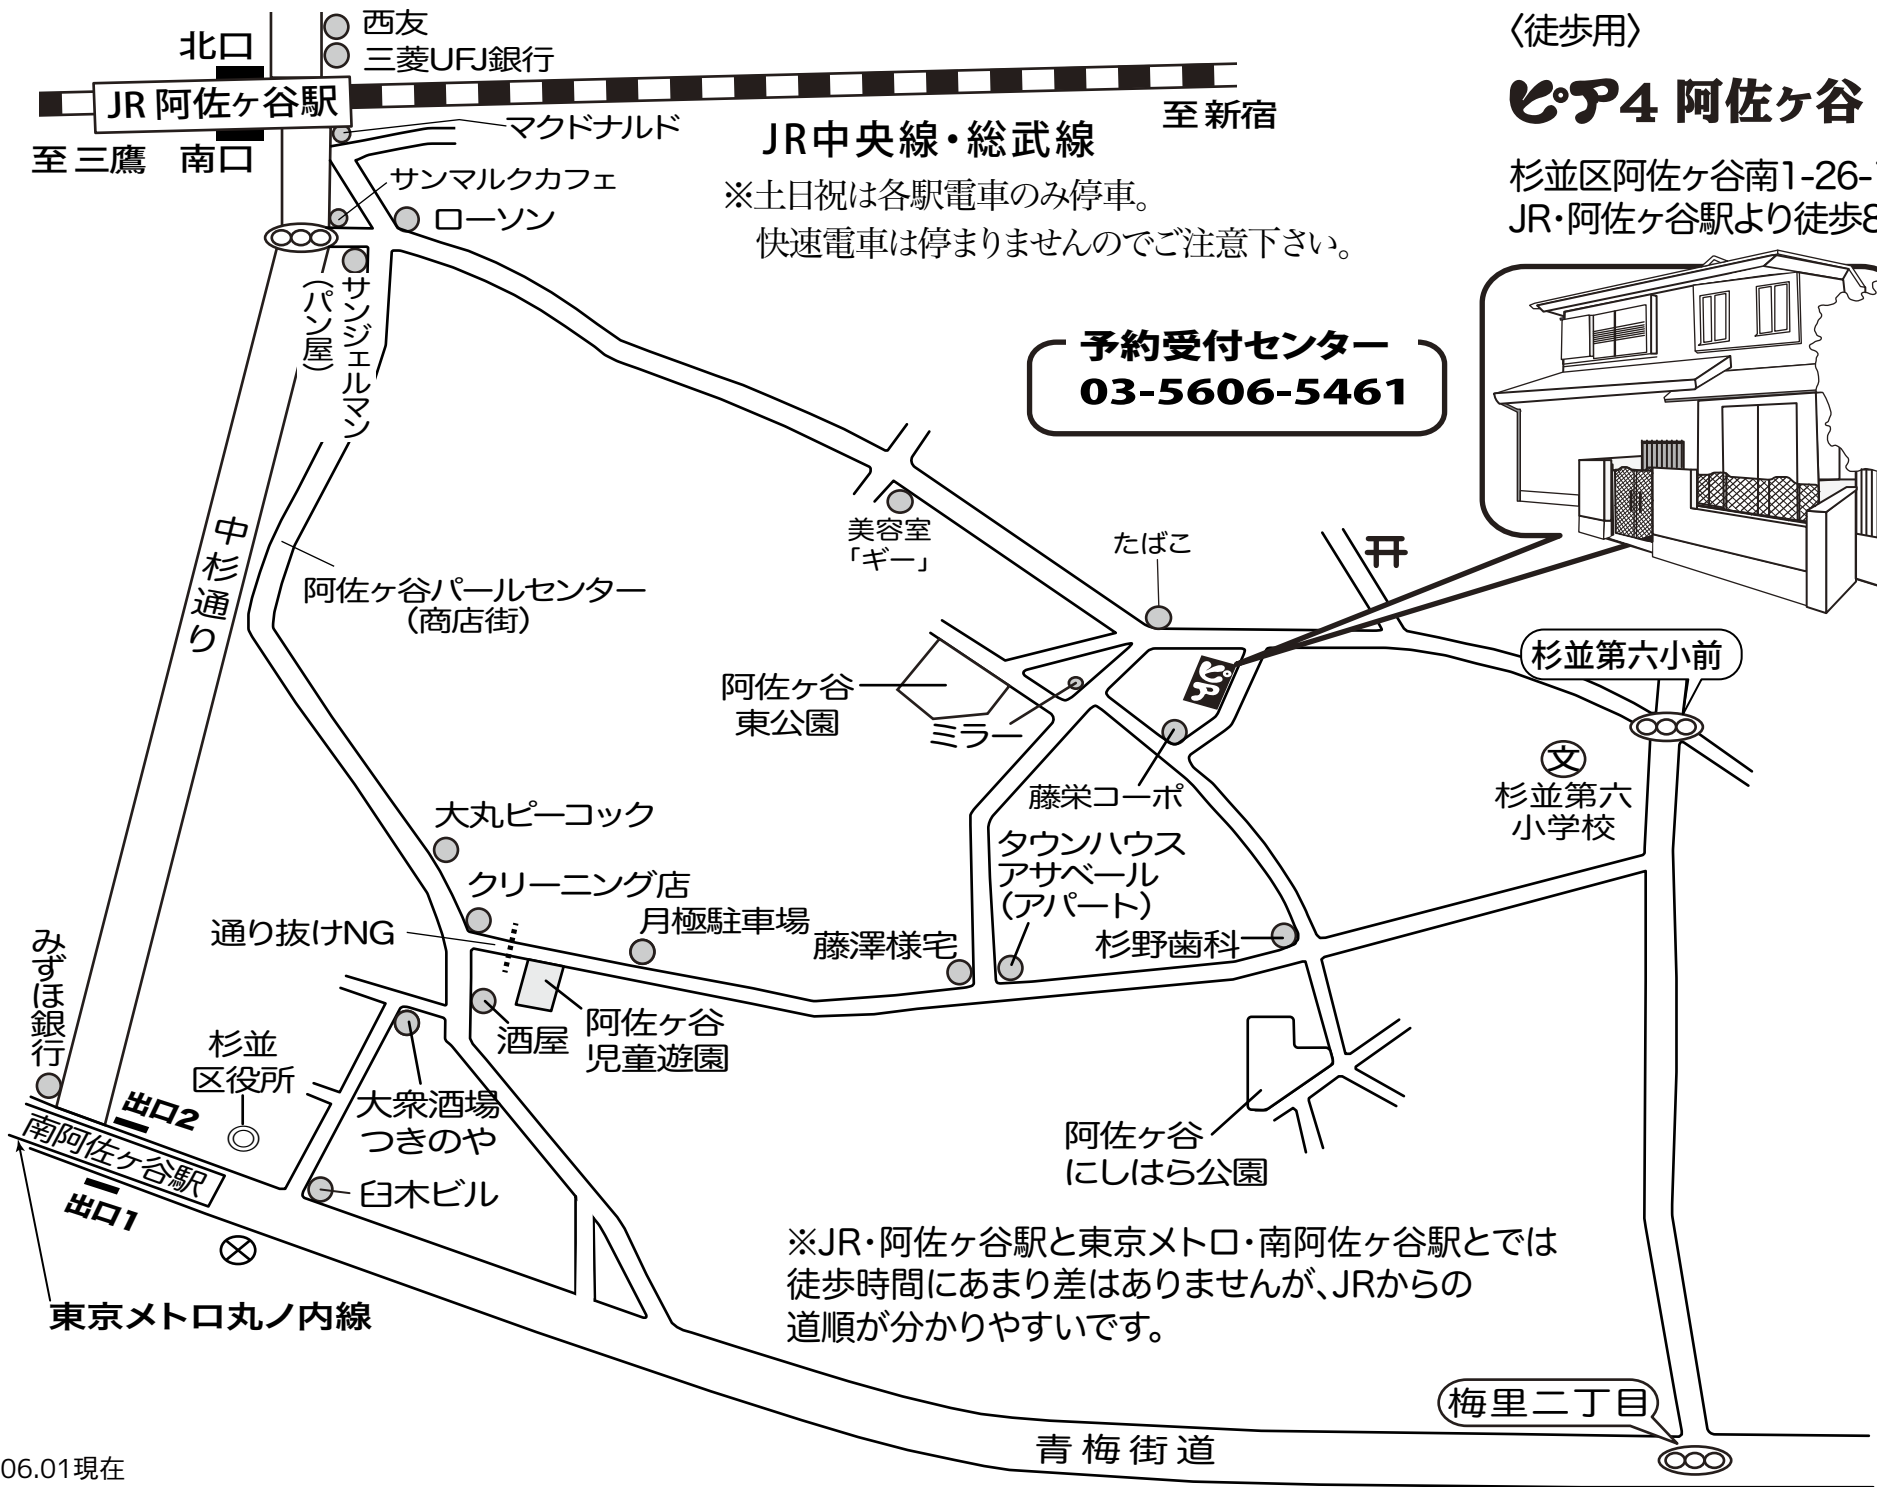 西友
三菱UFJ銀行
北口
JR 阿佐ヶ谷駅
至 三鷹
南口
マクドナルド
サンマルクカフェ
ローソン
サンジェルマン
(パン屋)
JR中央線・総武線
至 新宿
※土日祝は各駅電車のみ停車。
快速電車は停まりませんのでご注意下さい。
〈徒歩用〉
ピア4 阿佐ヶ谷
杉並区阿佐ヶ谷南1-26-
JR・阿佐ヶ谷駅より徒歩8
予約受付センター
03-5606-5461
中杉通り
阿佐ヶ谷パールセンター
(商店街)
美容室
「ギー」
たばこ
阿佐ヶ谷
東公園
ミラー
ピア
杉並第六小前
藤栄コーポ
文
杉並第六
小学校
大丸ピーコック
クリーニング店
月極駐車場
通り抜けNG
藤澤様宅
タウンハウス
アサベール
(アパート)
杉野歯科
みずほ銀行
杉並
区役所
酒屋
阿佐ヶ谷
児童遊園
大衆酒場
つきのや
臼木ビル
出口2
南阿佐ヶ谷駅
出口1
東京メトロ丸ノ内線
阿佐ヶ谷
にしはら公園
※JR・阿佐ヶ谷駅と東京メトロ・南阿佐ヶ谷駅とでは
徒歩時間にあまり差はありませんが、JRからの
道順が分かりやすいです。
梅里二丁目
青梅街道
06.01現在